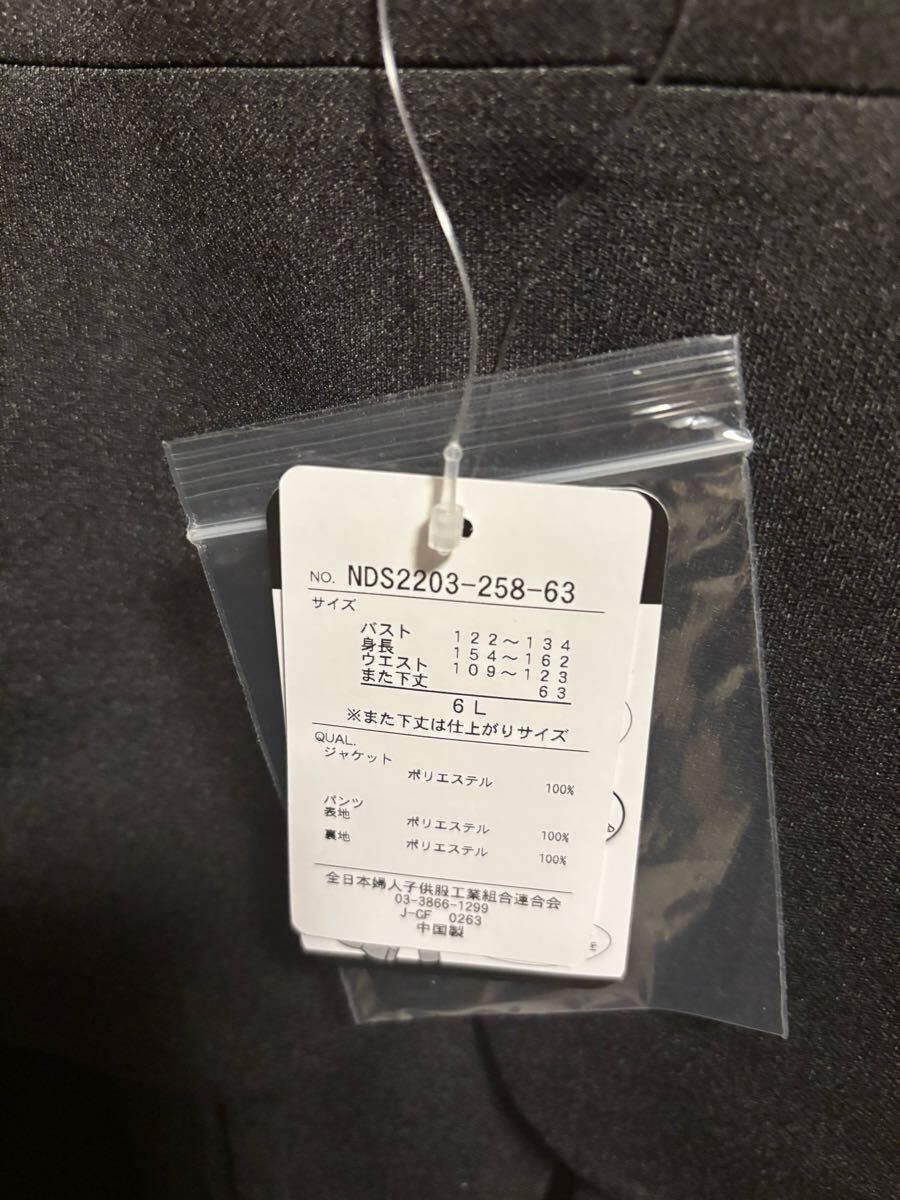 NO. NDS2203-258-63
サイズ
バスト 122〜134
身長 154〜162
ウエスト 109〜123
また下丈 63
6L
※また下丈は仕上がりサイズ
QUAL.
ジャケット
ポリエステル 100%
パンツ
表地 ポリエステル 100%
裏地 ポリエステル 100%
全日本婦人子供服工業組合連合会
03-3866-1299
J-CF 0263
中国製